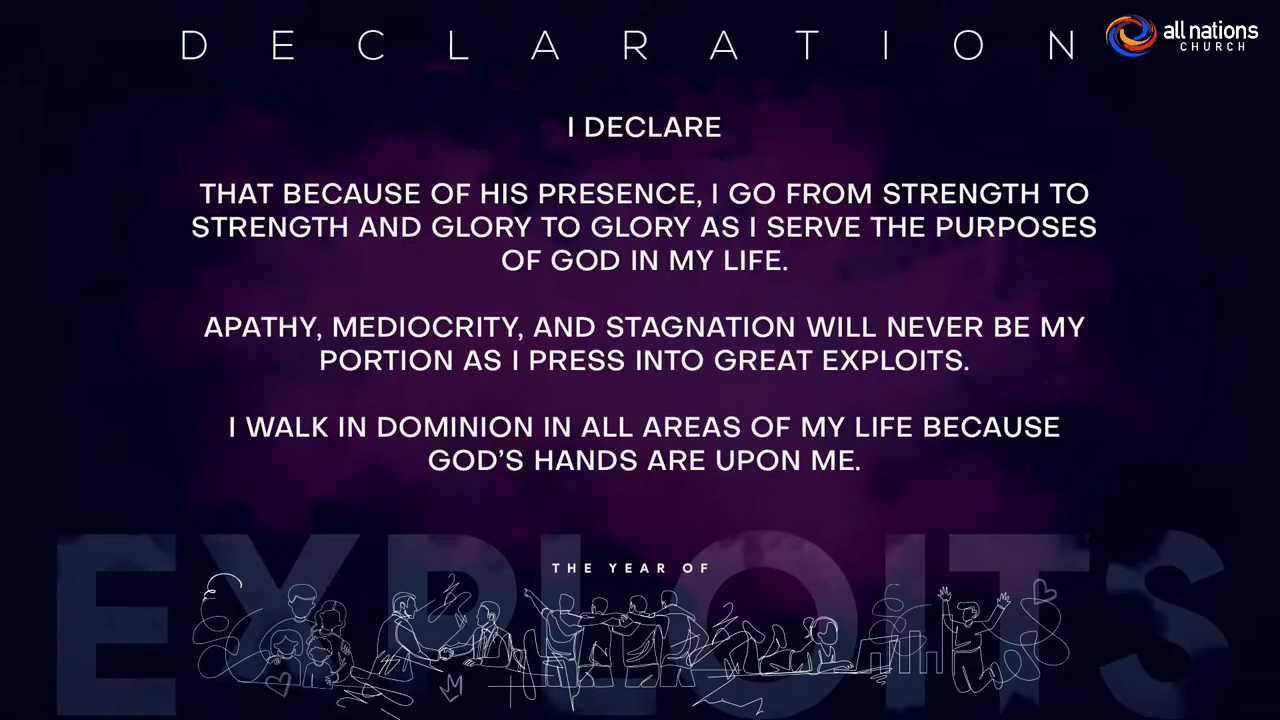 DECLARATION
all nations
CHURCH
I DECLARE
THAT BECAUSE OF HIS PRESENCE, I GO FROM STRENGTH TO
STRENGTH AND GLORY TO GLORY AS I SERVE THE PURPOSES
OF GOD IN MY LIFE.
APATHY, MEDIOCRITY, AND STAGNATION WILL NEVER BE MY
PORTION AS I PRESS INTO GREAT EXPLOITS.
I WALK IN DOMINION IN ALL AREAS OF MY LIFE BECAUSE
GOD’S HANDS ARE UPON ME.
THE YEAR OF
EXPLOITS